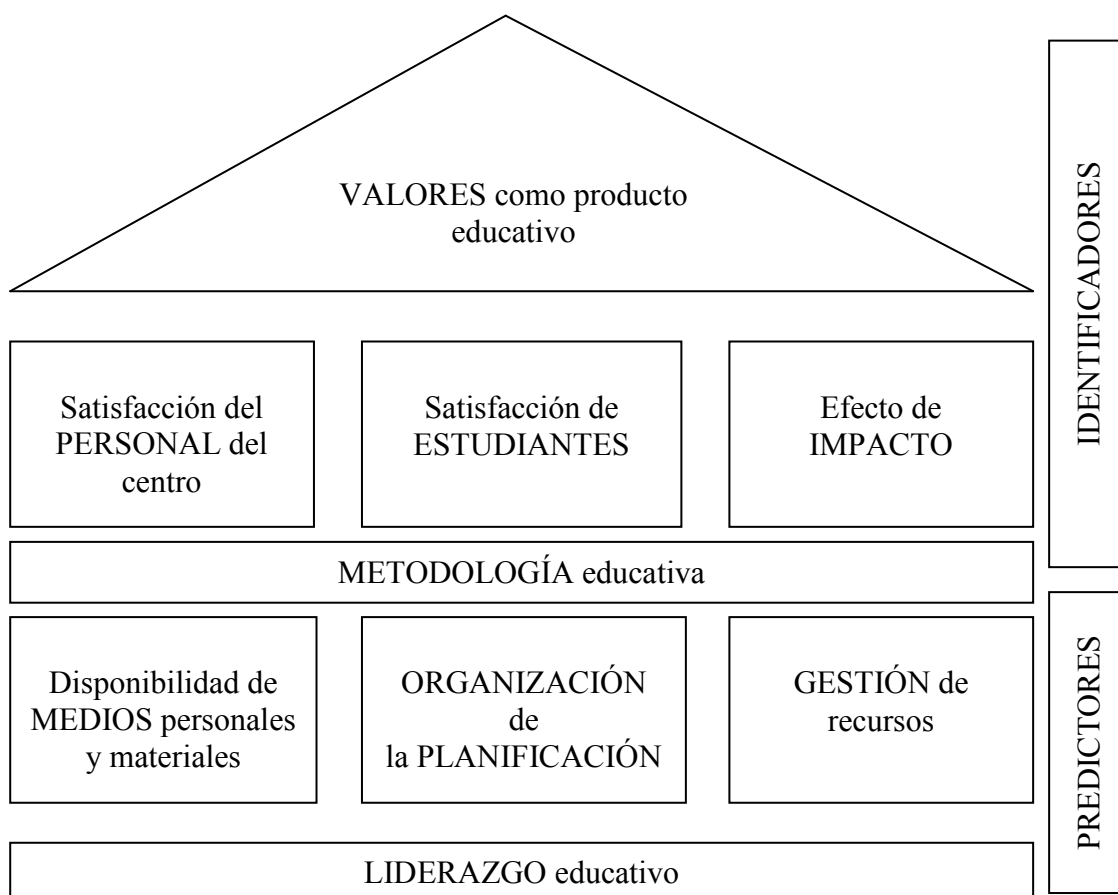 VALORES como producto
educativo
IDENTIFICADORES
Satisfacción del
PERSONAL del
centro
Satisfacción de
ESTUDIANTES
Efecto de
IMPACTO
METODOLOGÍA educativa
Disponibilidad de
MEDIOS personales
y materiales
ORGANIZACIÓN
de
la PLANIFICACIÓN
GESTIÓN de
recursos
PREDICTORES
LIDERAZGO educativo